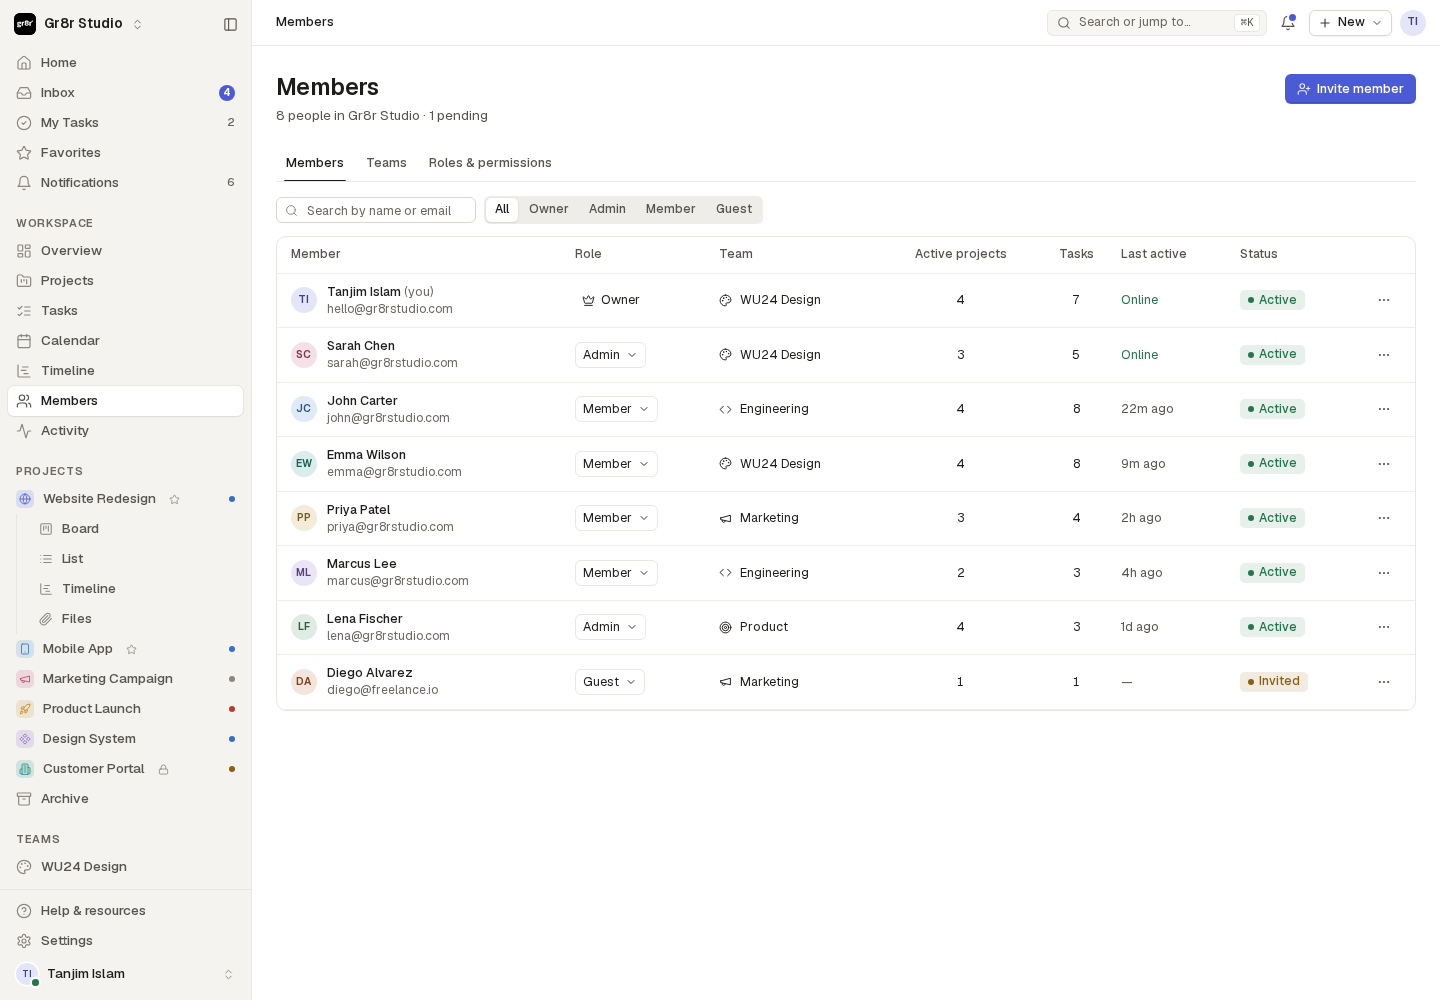 gr8r Gr8r Studio
Home
Inbox 4
My Tasks 2
Favorites
Notifications 6
WORKSPACE
Overview
Projects
Tasks
Calendar
Timeline
Members
Activity
PROJECTS
Website Redesign
Board
List
Timeline
Files
Mobile App
Marketing Campaign
Product Launch
Design System
Customer Portal
Archive
TEAMS
WU24 Design
Help & resources
Settings
TI Tanjim Islam
Members Search or jump to... ⌘K New TI
Members
8 people in Gr8r Studio · 1 pending
Invite member
Members Teams Roles & permissions
Search by name or email All Owner Admin Member Guest
Member Role Team Active projects Tasks Last active Status
TI Tanjim Islam (you) Owner WU24 Design 4 7 Online Active
hello@gr8rstudio.com
SC Sarah Chen Admin WU24 Design 3 5 Online Active
sarah@gr8rstudio.com
JC John Carter Member Engineering 4 8 22m ago Active
john@gr8rstudio.com
EW Emma Wilson Member WU24 Design 4 8 9m ago Active
emma@gr8rstudio.com
PP Priya Patel Member Marketing 3 4 2h ago Active
priya@gr8rstudio.com
ML Marcus Lee Member Engineering 2 3 4h ago Active
marcus@gr8rstudio.com
LF Lena Fischer Admin Product 4 3 1d ago Active
lena@gr8rstudio.com
DA Diego Alvarez Guest Marketing 1 1 — Invited
diego@freelance.io